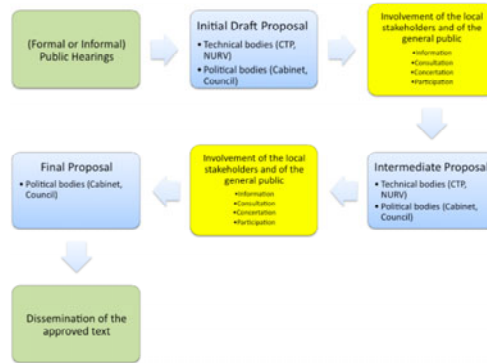 (Formal or Informal)
Public Hearings
Initial Draft Proposal
• Technical bodies (CTP,
NURV)
• Political bodies (Cabinet,
Council)
Involvement of the local
stakeholders and of the
general public
• Information
• Consultation
• Concertation
• Participation
Intermediate Proposal
• Technical bodies (CTP,
NURV)
• Political bodies (Cabinet,
Council)
Involvement of the local
stakeholders and of the
general public
• Information
• Consultation
• Concertation
• Participation
Final Proposal
• Political bodies (Cabinet,
Council)
Dissemination of the
approved text